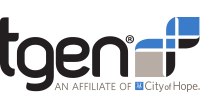 tgen®
AN AFFILIATE OF City of Hope.